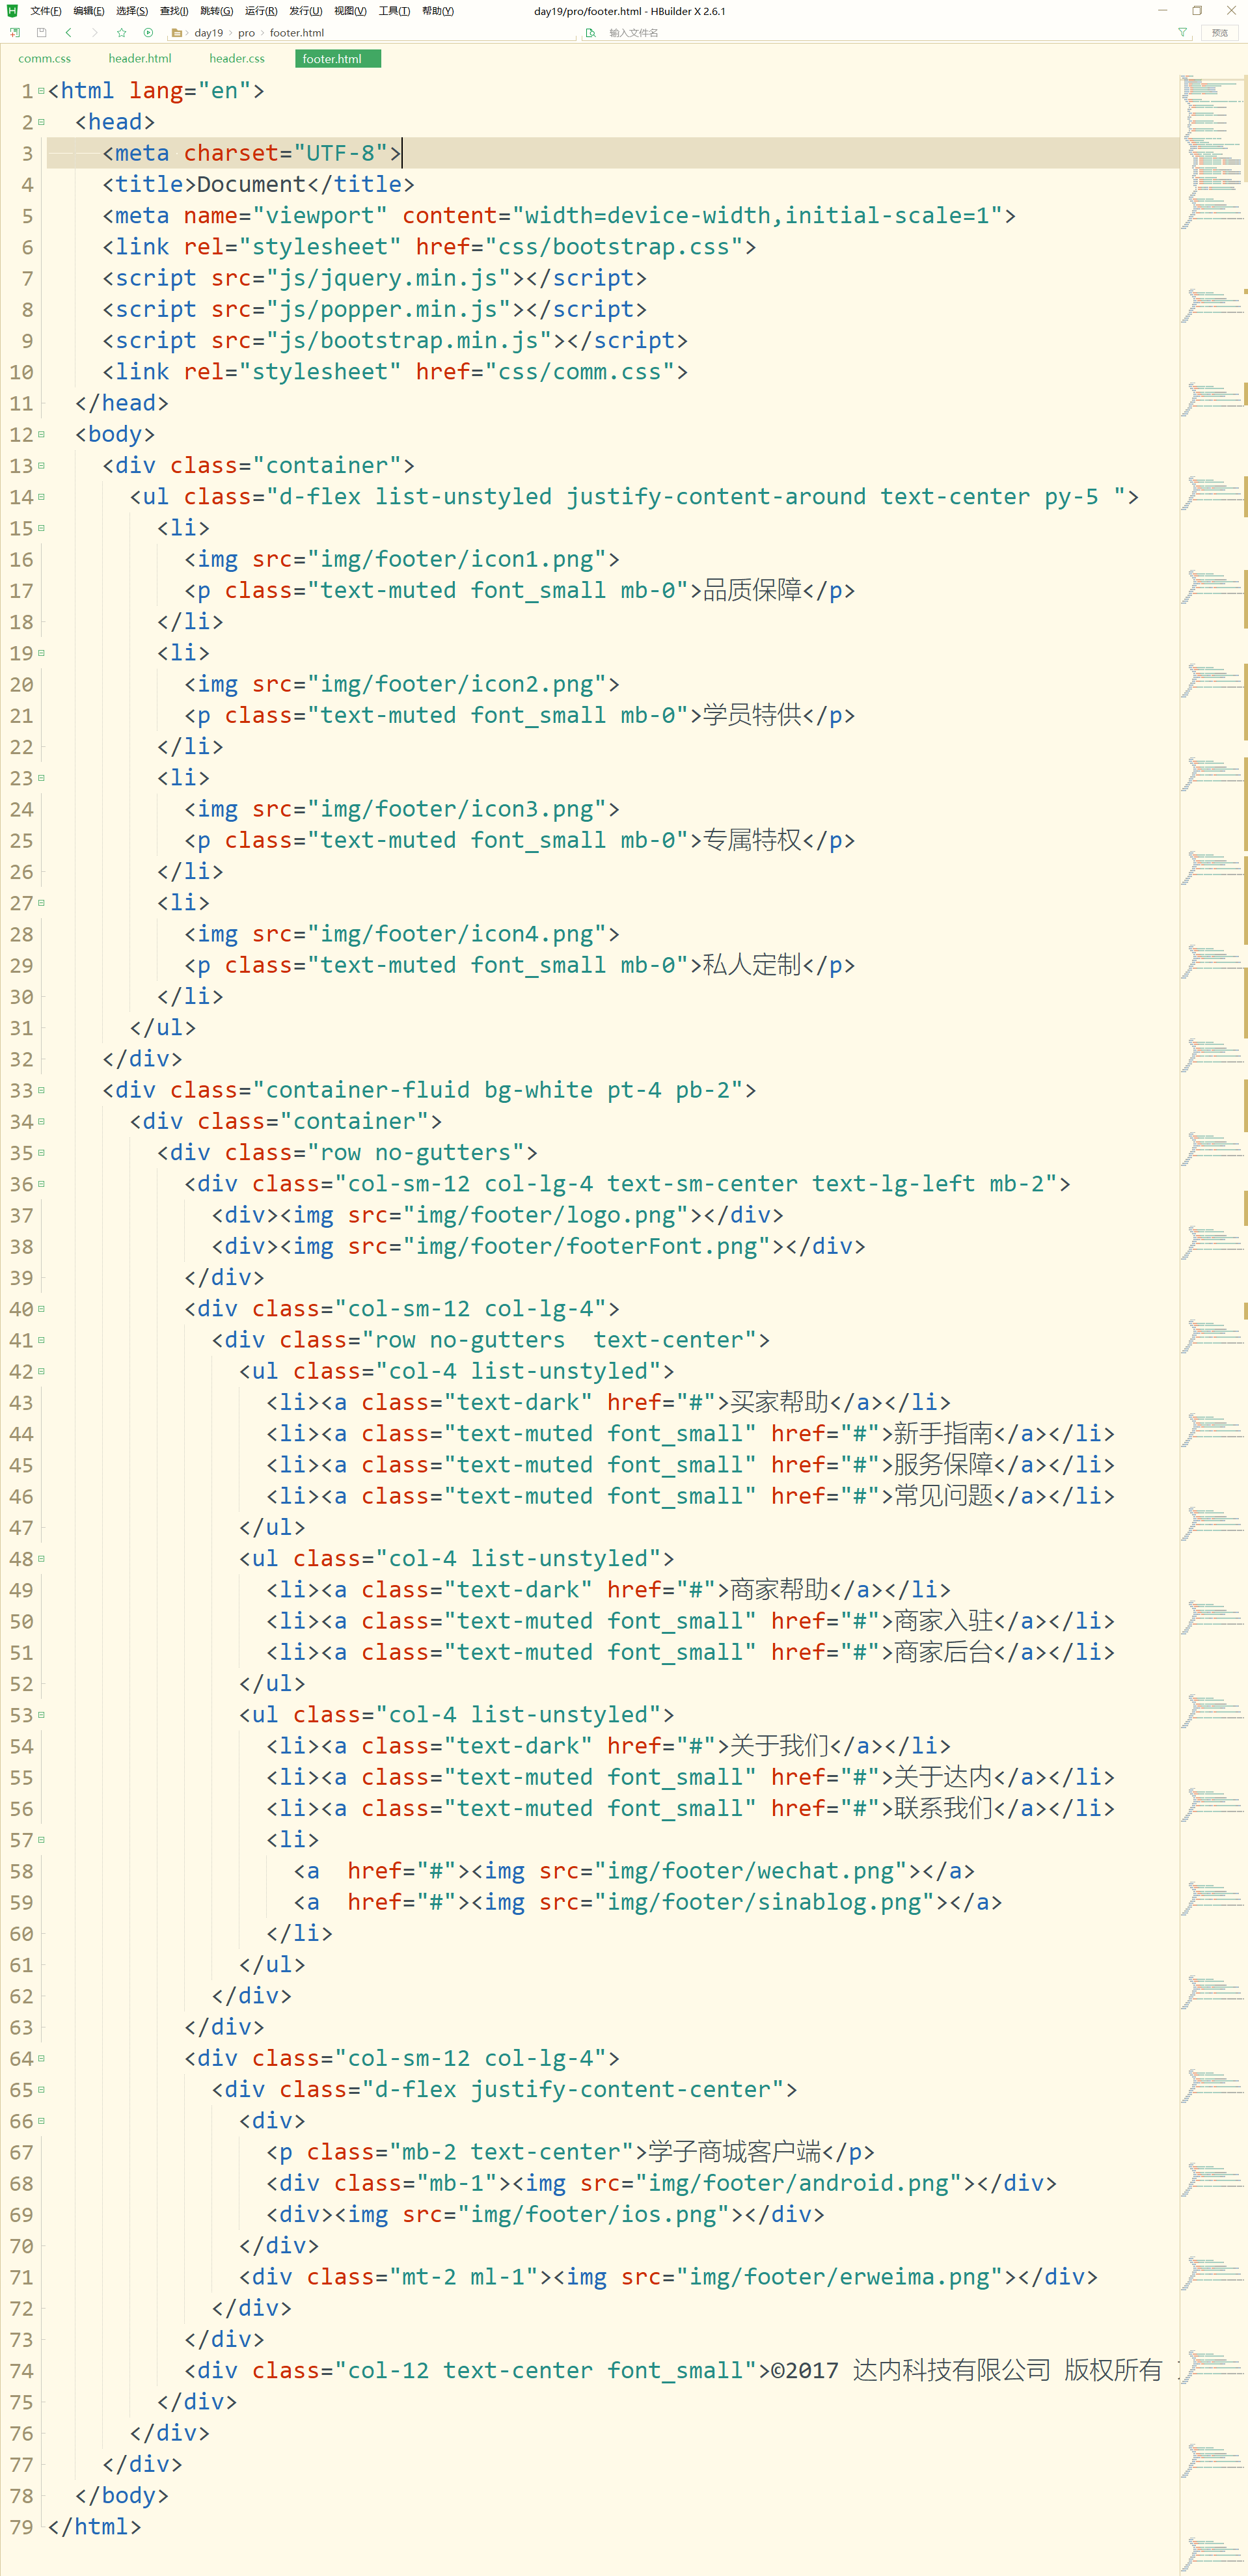 文件(F) 编辑(E) 选择(S) 查找(I) 跳转(G) 运行(R) 发行(U) 视图(V) 工具(T) 帮助(Y) day19/pro/footer.html - HBuilder X 2.6.1
day19 pro footer.html 输入文件名 预览
comm.css header.html header.css footer.html
1 <html lang="en">
2 <head>
3 <meta charset="UTF-8">
4 <title>Document</title>
5 <meta name="viewport" content="width=device-width,initial-scale=1">
6 <link rel="stylesheet" href="css/bootstrap.css">
7 <script src="js/jquery.min.js"></script>
8 <script src="js/popper.min.js"></script>
9 <script src="js/bootstrap.min.js"></script>
10 <link rel="stylesheet" href="css/comm.css">
11 </head>
12 <body>
13 <div class="container">
14 <ul class="d-flex list-unstyled justify-content-around text-center py-5 ">
15 <li>
16 <img src="img/footer/icon1.png">
17 <p class="text-muted font_small mb-0">品质保障</p>
18 </li>
19 <li>
20 <img src="img/footer/icon2.png">
21 <p class="text-muted font_small mb-0">学员特供</p>
22 </li>
23 <li>
24 <img src="img/footer/icon3.png">
25 <p class="text-muted font_small mb-0">专属特权</p>
26 </li>
27 <li>
28 <img src="img/footer/icon4.png">
29 <p class="text-muted font_small mb-0">私人定制</p>
30 </li>
31 </ul>
32 </div>
33 <div class="container-fluid bg-white pt-4 pb-2">
34 <div class="container">
35 <div class="row no-gutters">
36 <div class="col-sm-12 col-lg-4 text-sm-center text-lg-left mb-2">
37 <div><img src="img/footer/logo.png"></div>
38 <div><img src="img/footer/footerFont.png"></div>
39 </div>
40 <div class="col-sm-12 col-lg-4">
41 <div class="row no-gutters  text-center">
42 <ul class="col-4 list-unstyled">
43 <li><a class="text-dark" href="#">买家帮助</a></li>
44 <li><a class="text-muted font_small" href="#">新手指南</a></li>
45 <li><a class="text-muted font_small" href="#">服务保障</a></li>
46 <li><a class="text-muted font_small" href="#">常见问题</a></li>
47 </ul>
48 <ul class="col-4 list-unstyled">
49 <li><a class="text-dark" href="#">商家帮助</a></li>
50 <li><a class="text-muted font_small" href="#">商家入驻</a></li>
51 <li><a class="text-muted font_small" href="#">商家后台</a></li>
52 </ul>
53 <ul class="col-4 list-unstyled">
54 <li><a class="text-dark" href="#">关于我们</a></li>
55 <li><a class="text-muted font_small" href="#">关于达内</a></li>
56 <li><a class="text-muted font_small" href="#">联系我们</a></li>
57 <li>
58 <a  href="#"><img src="img/footer/wechat.png"></a>
59 <a  href="#"><img src="img/footer/sinablog.png"></a>
60 </li>
61 </ul>
62 </div>
63 </div>
64 <div class="col-sm-12 col-lg-4">
65 <div class="d-flex justify-content-center">
66 <div>
67 <p class="mb-2 text-center">学子商城客户端</p>
68 <div class="mb-1"><img src="img/footer/android.png"></div>
69 <div><img src="img/footer/ios.png"></div>
70 </div>
71 <div class="mt-2 ml-1"><img src="img/footer/erweima.png"></div>
72 </div>
73 </div>
74 <div class="col-12 text-center font_small">©2017 达内科技有限公司 版权所有
75 </div>
76 </div>
77 </div>
78 </body>
79 </html>